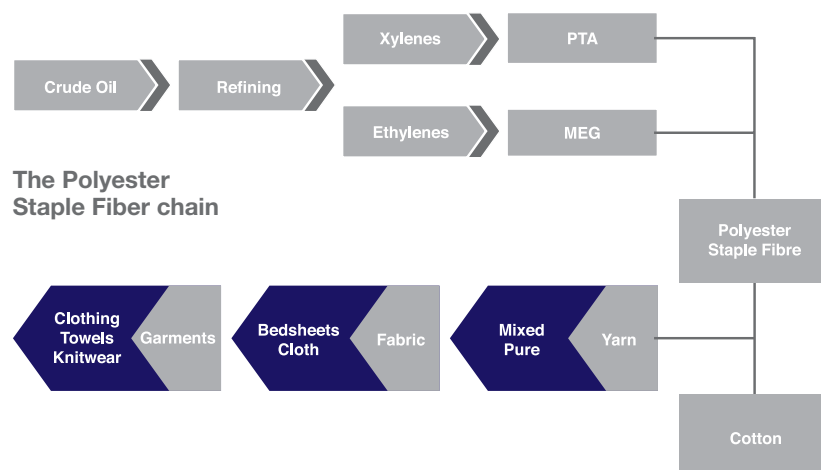 Xylenes
PTA
Crude Oil
Refining
Ethylenes
MEG
The Polyester
Staple Fiber chain
Polyester
Staple Fibre
Clothing
Towels
Knitwear
Garments
Bedsheets
Cloth
Fabric
Mixed
Pure
Yarn
Cotton